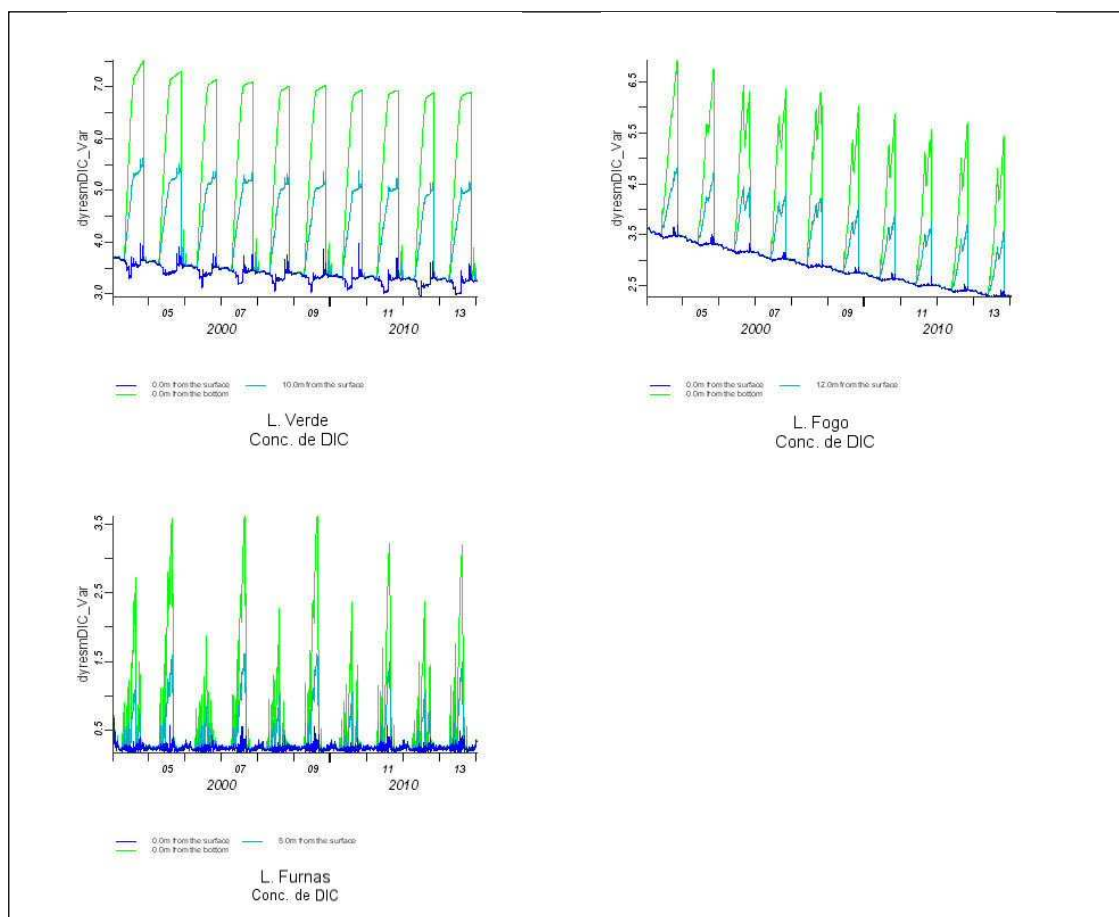 dyresmDIC_Var
7.0
6.0
5.0
4.0
3.0
05 07 09 11 13
2000 2010
0.0m from the surface 10.0m from the surface
0.0m from the bottom
L. Verde
Conc. de DIC
dyresmDIC_Var
6.5
5.5
4.5
3.5
2.5
05 07 09 11 13
2000 2010
0.0m from the surface 12.0m from the surface
0.0m from the bottom
L. Fogo
Conc. de DIC
dyresmDIC_Var
3.5
2.5
1.5
0.5
05 07 09 11 13
2000 2010
0.0m from the surface 5.0m from the surface
0.0m from the bottom
L. Furnas
Conc. de DIC